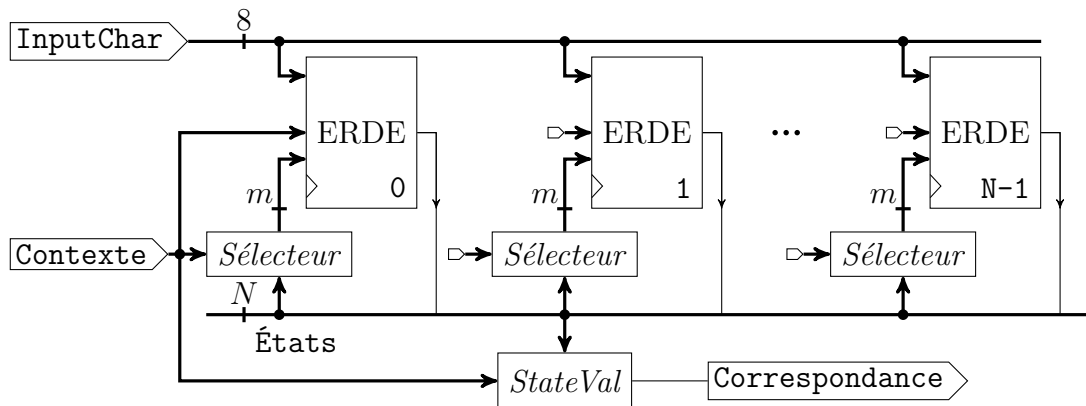 8
InputChar
ERDE
ERDE
...
ERDE
m
0
m
1
m
N-1
Contexte
Sélecteur
Sélecteur
Sélecteur
N
États
StateVal
Correspondance